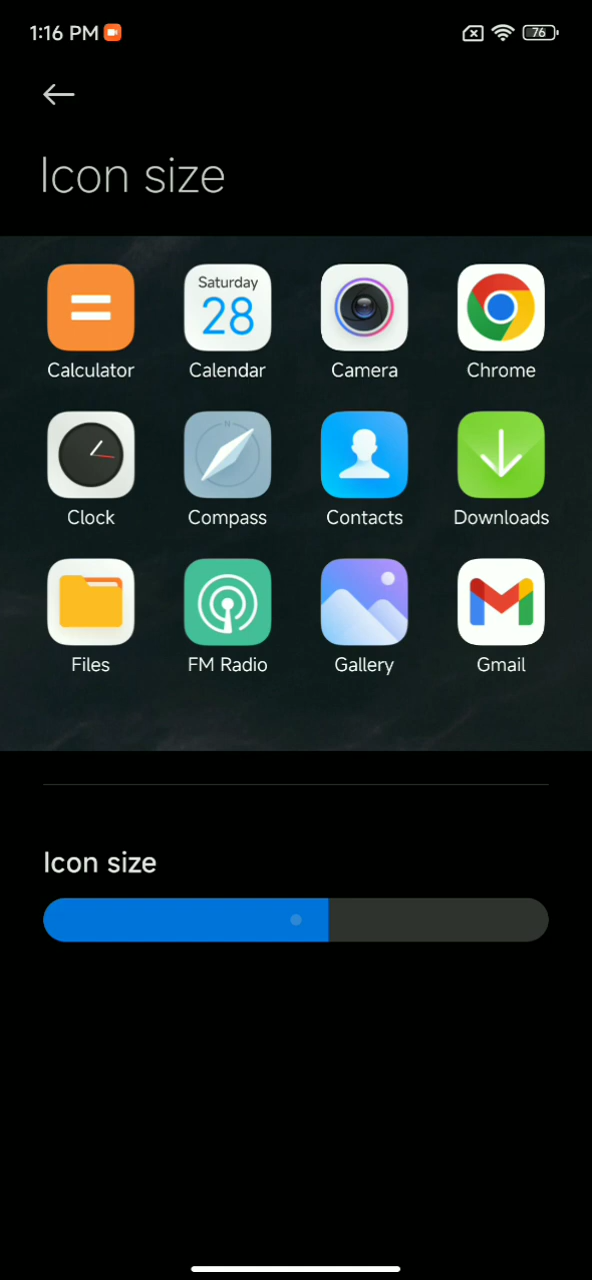 1:16 PM
76
Icon size
Saturday
28
Calculator
Calendar
Camera
Chrome
N
Clock
Compass
Contacts
Downloads
Files
FM Radio
Gallery
Gmail
Icon size